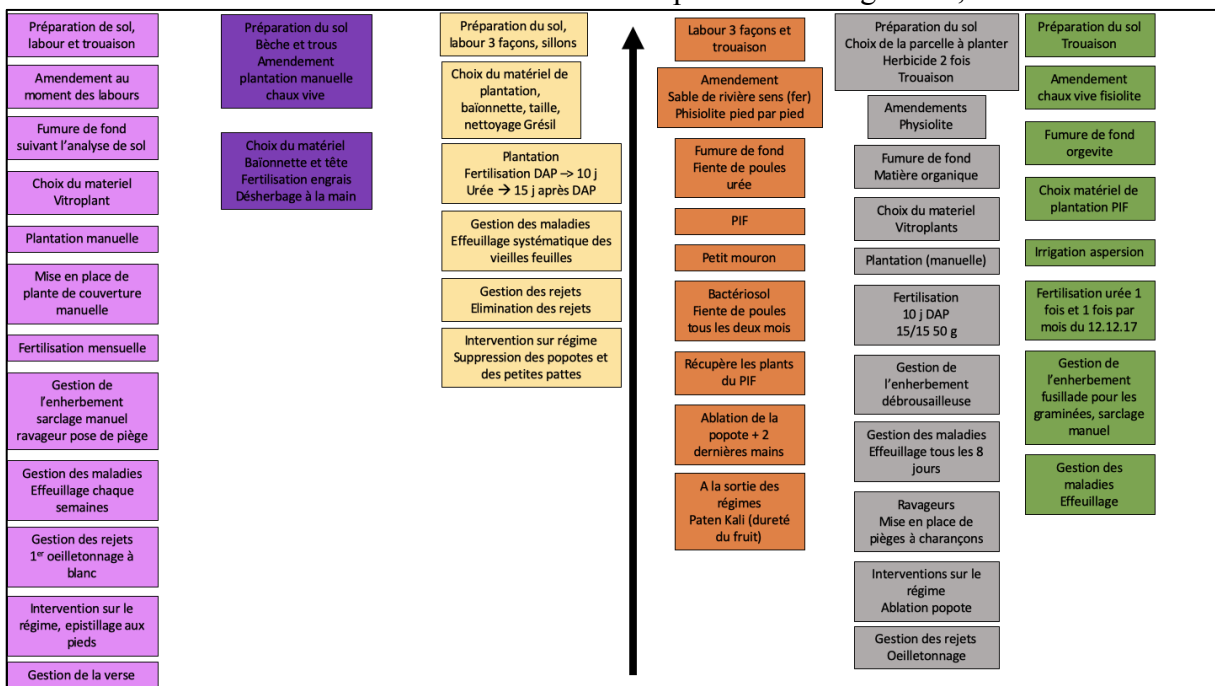 Préparation de sol,
labour et trouaison
Amendement au
moment des labours
Fumure de fond
suivant l'analyse de sol
Choix du materiel
Vitroplant
Plantation manuelle
Mise en place de
plante de couverture
manuelle
Fertilisation mensuelle
Gestion de
l'enherbement
sarclage manuel
ravageur pose de piège
Gestion des maladies
Effeuillage chaque
semaines
Gestion des rejets
1er oeilletonnage à
blanc
Intervention sur le
régime, epistillage aux
pieds
Gestion de la verse
Préparation du sol
Bèche et trous
Amendement
plantation manuelle
chaux vive
Choix du matériel
Baïonnette et tête
Fertilisation engrais
Désherbage à la main
Préparation du sol,
labour 3 façons, sillons
Choix du matériel de
plantation,
baïonnette, taille,
nettoyage Grésil
Plantation
Fertilisation DAP –> 10 j
Urée → 15 j après DAP
Gestion des maladies
Effeuillage systématique des
vieilles feuilles
Gestion des rejets
Elimination des rejets
Intervention sur régime
Suppression des popotes et
des petites pattes
Labour 3 façons et
trouaison
Amendement
Sable de rivière sens (fer)
Phisiolite pied par pied
Fumure de fond
Fiente de poules
urée
PIF
Petit mouron
Bactériosol
Fiente de poules
tous les deux mois
Récupère les plants
du PIF
Ablation de la
popote + 2
dernières mains
A la sortie des
régimes
Paten Kali (dureté
du fruit)
Préparation du sol
Choix de la parcelle à planter
Herbicide 2 fois
Trouaison
Amendements
Physiolite
Fumure de fond
Matière organique
Choix du materiel
Vitroplants
Plantation (manuelle)
Fertilisation
10 j DAP
15/15 50 g
Gestion de
l'enherbement
débrousailleuse
Gestion des maladies
Effeuillage tous les 8
jours
Ravageurs
Mise en place de
pièges à charançons
Interventions sur le
régime
Ablation popote
Gestion des rejets
Oeilletonnage
Préparation du sol
Trouaison
Amendement
chaux vive fisiolite
Fumure de fond
orgevite
Choix matériel de
plantation PIF
Irrigation aspersion
Fertilisation urée 1
fois et 1 fois par
mois du 12.12.17
Gestion de
l'enherbement
fusillade pour les
graminées, sarclage
manuel
Gestion des
maladies
Effeuillage